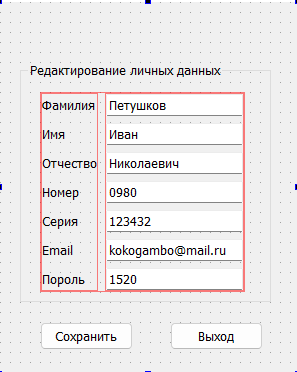 Редактирование личных данных
Фамилия Петушков
Имя Иван
Отчество Николаевич
Номер 0980
Серия 123432
Email kokogambo@mail.ru
Пороль 1520
Сохранить Выход